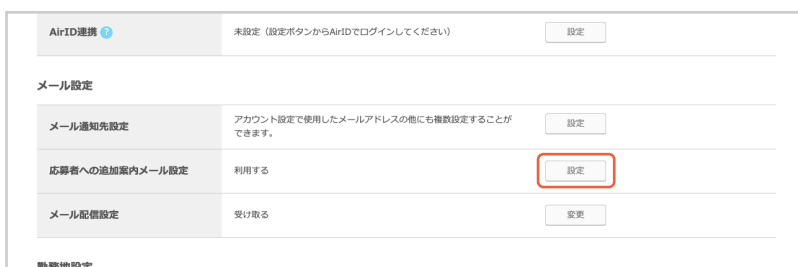 AirID連携 ?
未設定（設定ボタンからAirIDでログインしてください）
設定
メール設定
メール通知先設定
アカウント設定で使用したメールアドレスの他にも複数設定することが
できます。
設定
応募者への追加案内メール設定
利用する
設定
メール配信設定
受け取る
変更
勤務地設定